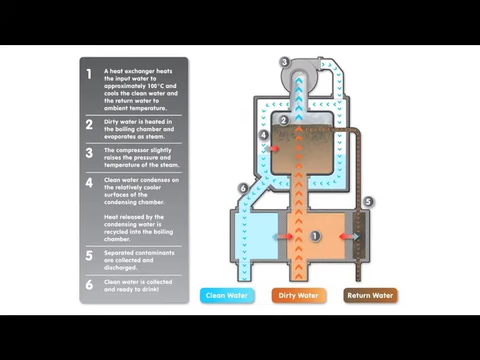 1
A heat exchanger heats
the input water to
approximately 100°C and
cools the clean water and
the return water to
ambient temperature.
2
Dirty water is heated in
the boiling chamber and
evaporates as steam.
3
The compressor slightly
raises the pressure and
temperature of the steam.
4
Clean water condenses on
the relatively cooler
surfaces of the
condensing chamber.
Heat released by the
condensing water is
recycled into the boiling
chamber.
5
Separated contaminants
are collected and
discharged.
6
Clean water is collected
and ready to drink!
3
2
4
6
5
1
Clean Water
Dirty Water
Return Water